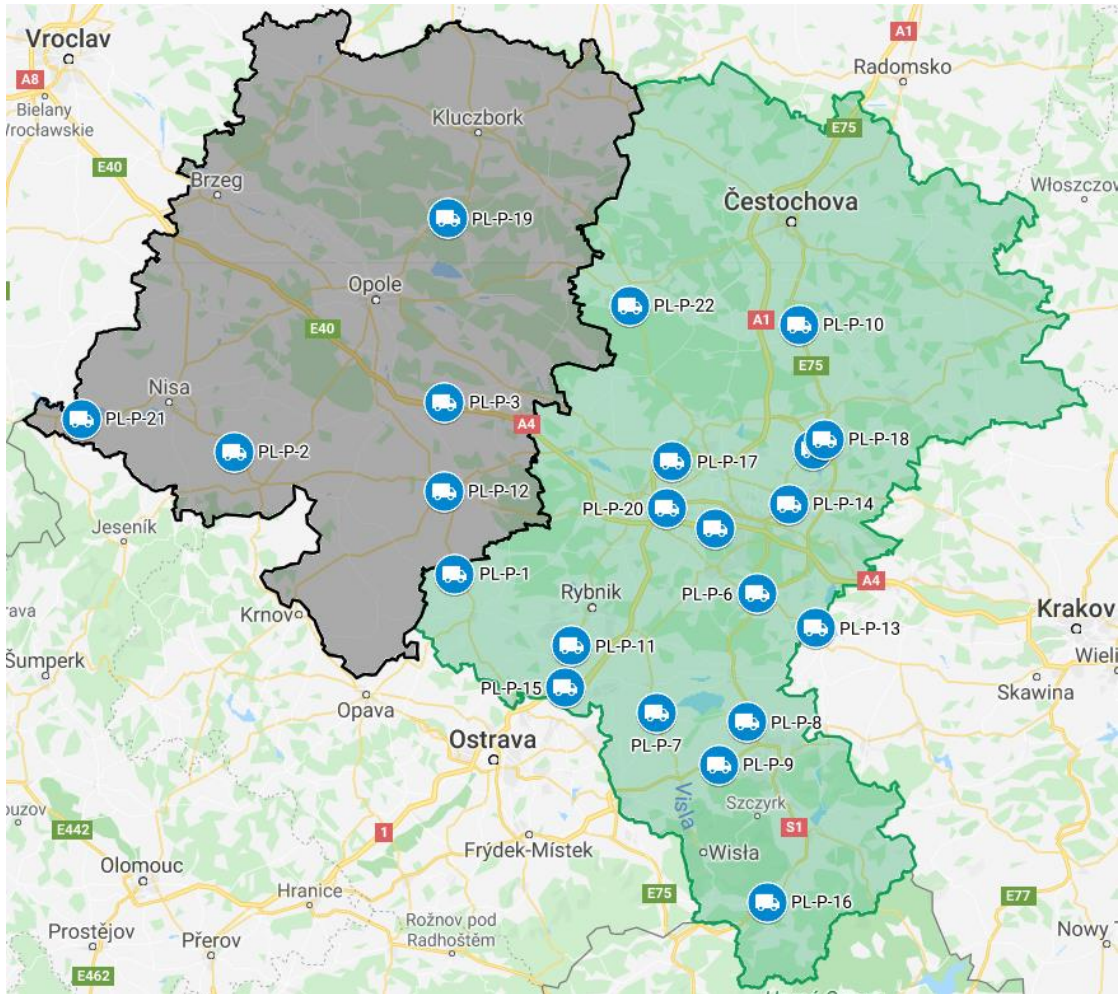 Vroclav
A8
Bielany
Wrocławskie
E40
Brzeg
Kluczbork
A1
Radomsko
E75
Włoszczov
Čestochova
PL-P-19
Opole
PL-P-22
A1
PL-P-10
E40
E75
Nisa
PL-P-21
PL-P-3
A4
PL-P-2
PL-P-18
PL-P-17
PL-P-12
PL-P-20
PL-P-14
Jeseník
PL-P-1
Rybnik
PL-P-6
A4
Krnov
PL-P-13
Krakov
Šumperk
PL-P-11
Wieli
PL-P-15
Skawina
Opava
Ostrava
PL-P-7
PL-P-8
PL-P-9
Visla
Szczyrk
E442
1
S1
Frýdek-Místek
Wisła
Olomouc
Hranice
E75
E77
PL-P-16
Rožnov pod
Radhoštěm
Prostějov
Přerov
Nowy T
E462